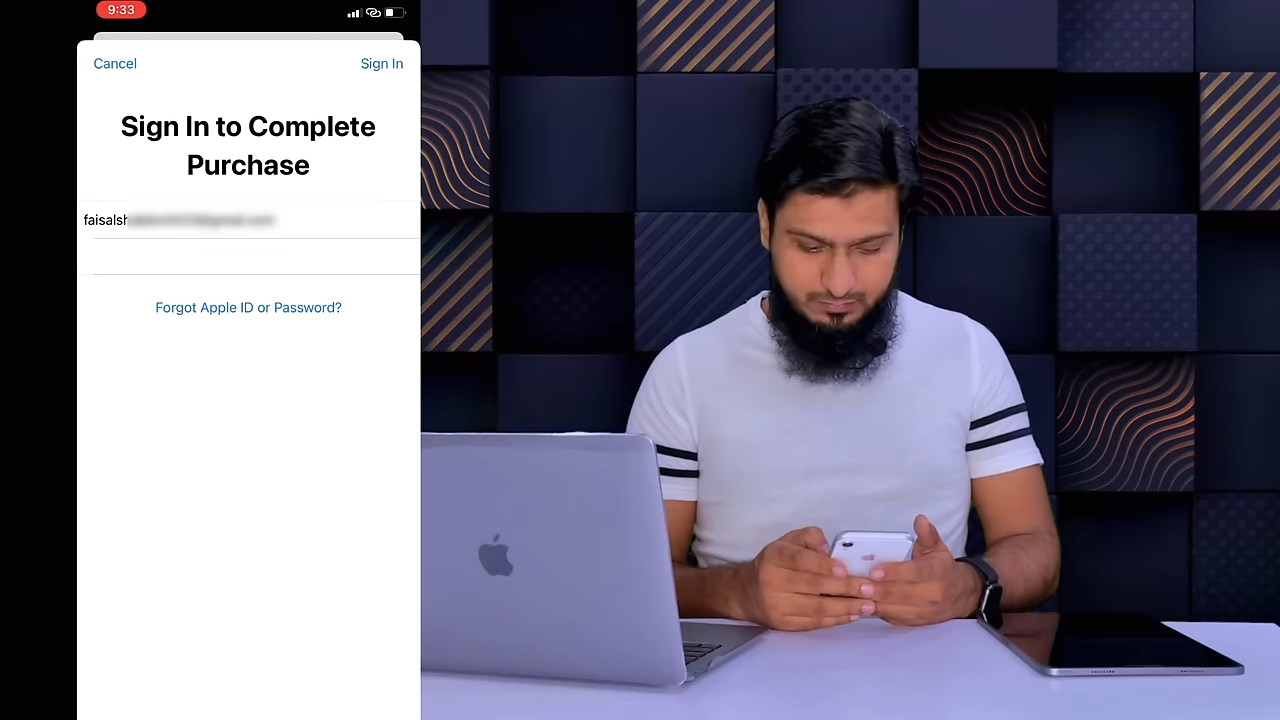 9:33
Cancel
Sign In
Sign In to Complete
Purchase
faisalsh
Forgot Apple ID or Password?